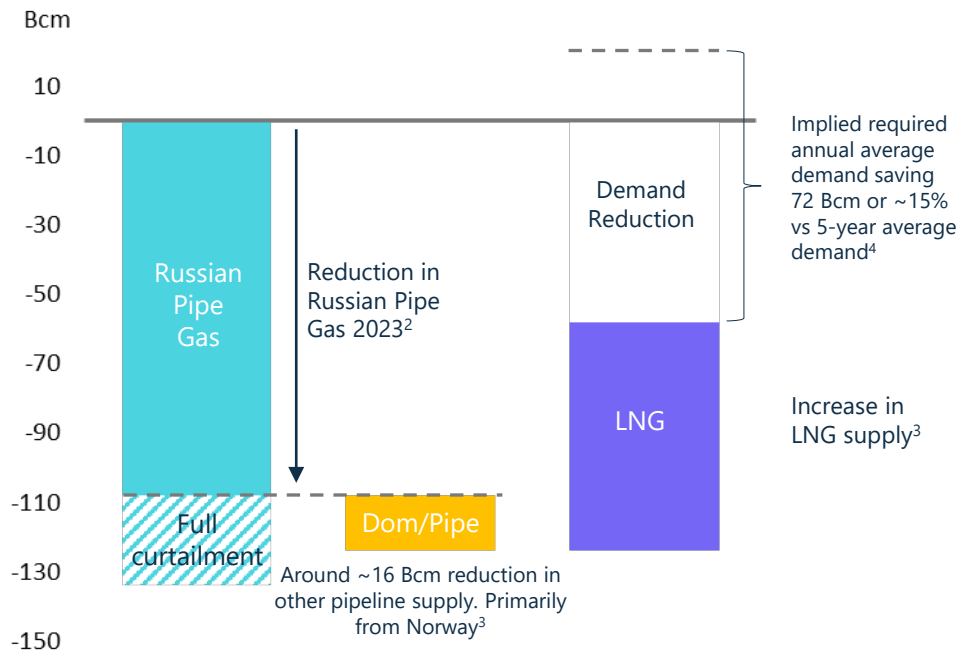 Bcm
10
-10
-30
-50
-70
-90
-110
-130
-150
Russian
Pipe
Gas
Full
curtailment
Reduction in
Russian Pipe
Gas 2023²
Dom/Pipe
Around ~16 Bcm reduction in
other pipeline supply. Primarily
from Norway³
Demand
Reduction
LNG
Implied required
annual average
demand saving
72 Bcm or ~15%
vs 5-year average
demand⁴
Increase in
LNG supply³